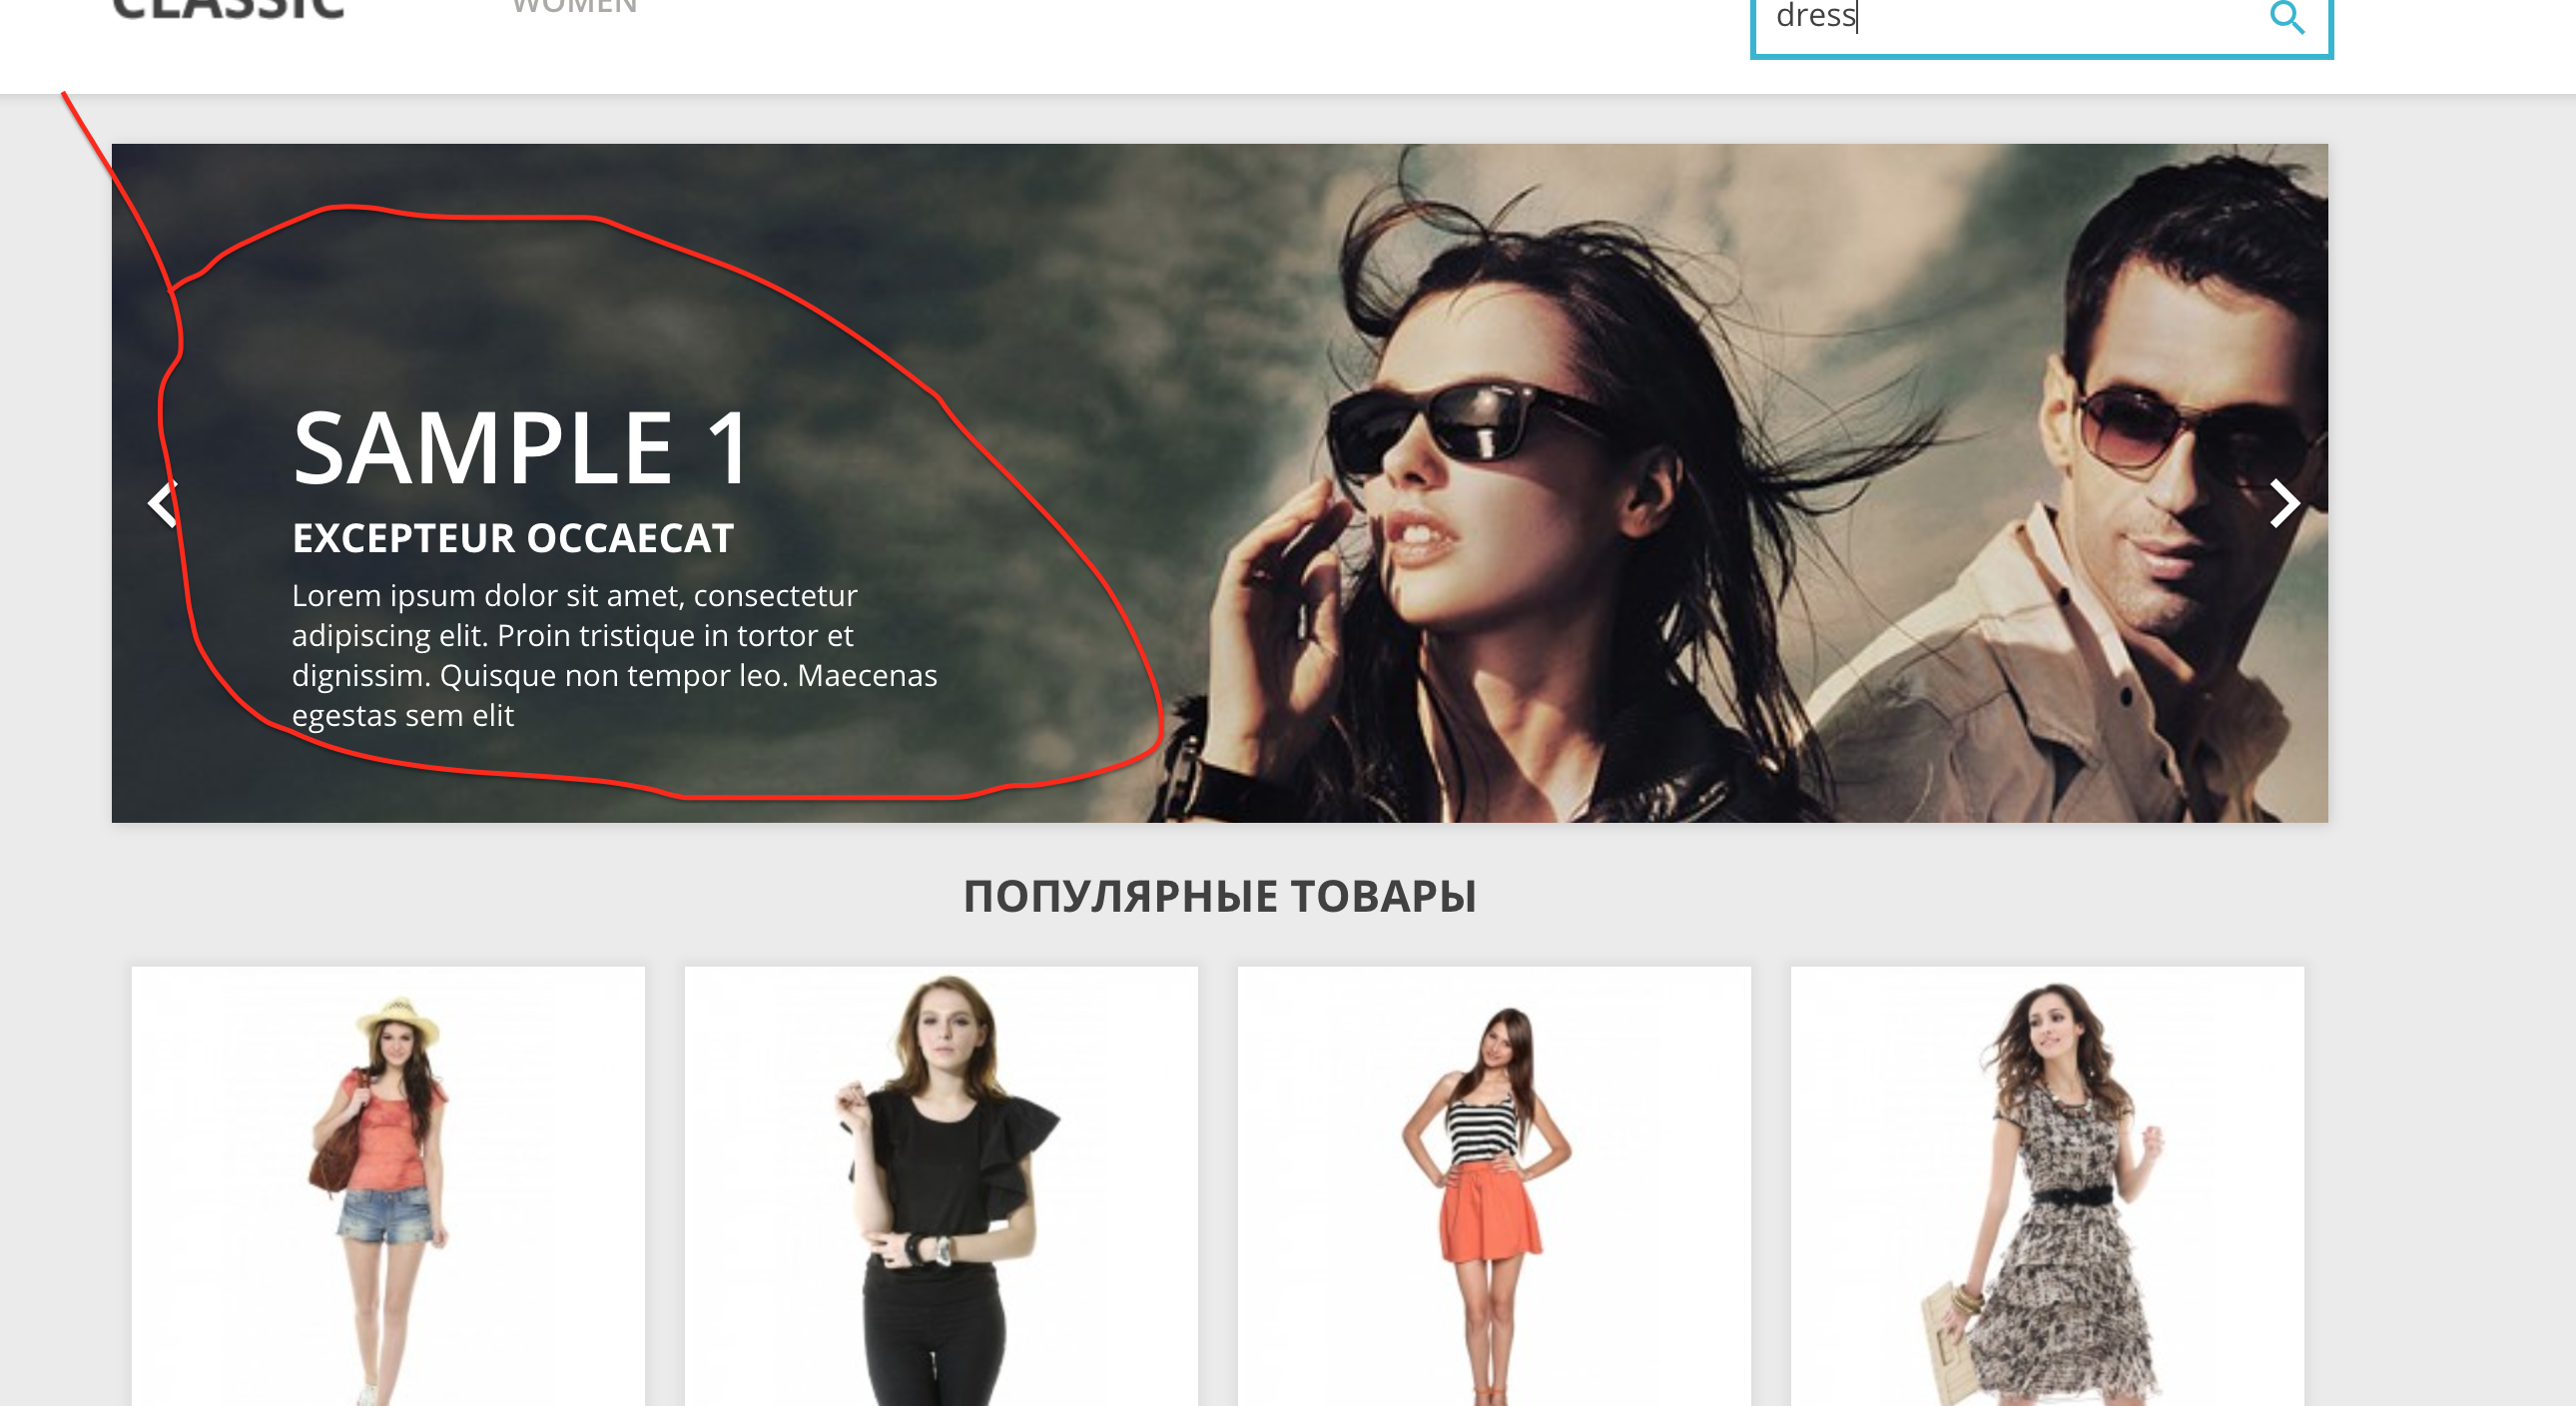 CLASSIC
WOMEN
dress
SAMPLE 1
EXCEPTEUR OCCAECAT
Lorem ipsum dolor sit amet, consectetur
adipiscing elit. Proin tristique in tortor et
dignissim. Quisque non tempor leo. Maecenas
egestas sem elit
ПОПУЛЯРНЫЕ ТОВАРЫ